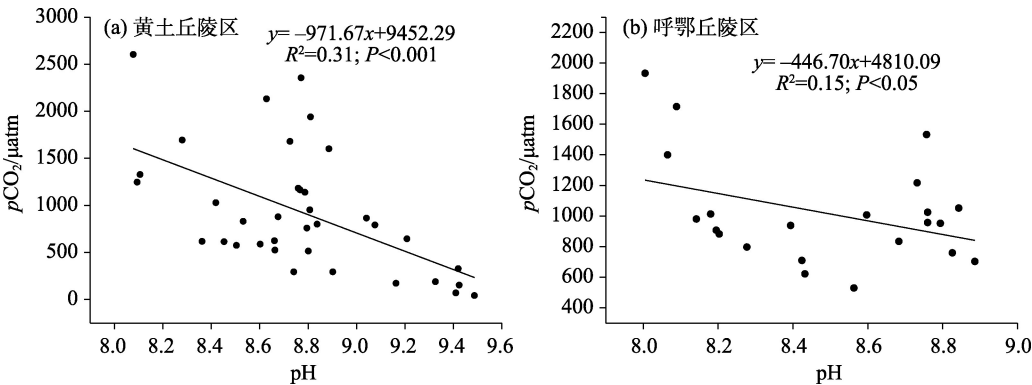 (a) 黄土丘陵区
y= –971.67x+9452.29
R²=0.31; P<0.001
3000
2500
2000
1500
1000
500
0
pCO₂/μatm
8.0 8.2 8.4 8.6 8.8 9.0 9.2 9.4 9.6
pH
(b) 呼鄂丘陵区
y= –446.70x+4810.09
R²=0.15; P<0.05
2200
2000
1800
1600
1400
1200
1000
800
600
400
pCO₂/μatm
8.0 8.2 8.4 8.6 8.8 9.0
pH